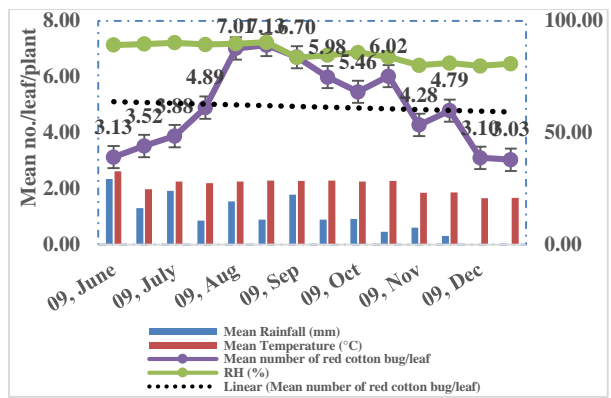 8.00
6.00
4.00
2.00
0.00
Mean no./leaf/plant
3.13
3.52
3.88
4.89
7.01
7.13
6.70
5.98
5.46
6.02
4.28
4.79
3.10
3.03
100.00
50.00
0.00
09, June
09, July
09, Aug
09, Sep
09, Oct
09, Nov
09, Dec
Mean Rainfall (mm)
Mean Temperature (°C)
Mean number of red cotton bug/leaf
RH (%)
Linear (Mean number of red cotton bug/leaf)